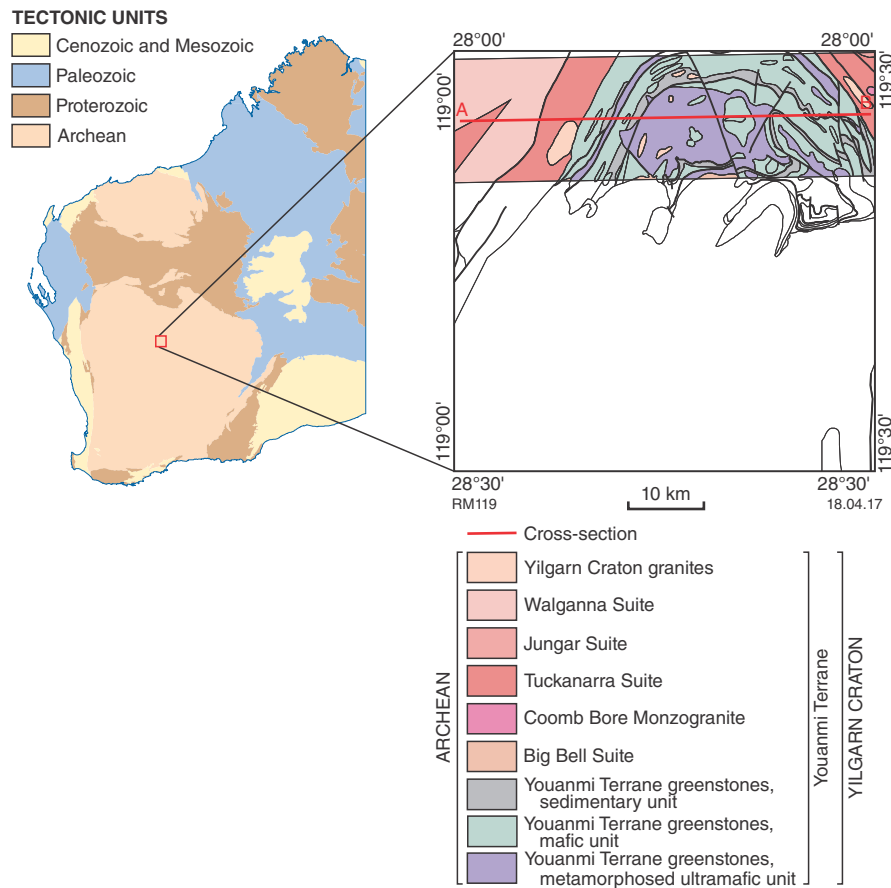 TECTONIC UNITS
Cenozoic and Mesozoic
Paleozoic
Proterozoic
Archean
28°00'
28°00'
119°00'
119°30'
A
B
119°00'
119°30'
28°30'
28°30'
RM119
10 km
18.04.17
Cross-section
Yilgarn Craton granites
Walganna Suite
Jungar Suite
Tuckanarra Suite
Coomb Bore Monzogranite
Big Bell Suite
Youanmi Terrane greenstones,
sedimentary unit
Youanmi Terrane greenstones,
mafic unit
Youanmi Terrane greenstones,
metamorphosed ultramafic unit
ARCHEAN
Youanmi Terrane
YILGARN CRATON